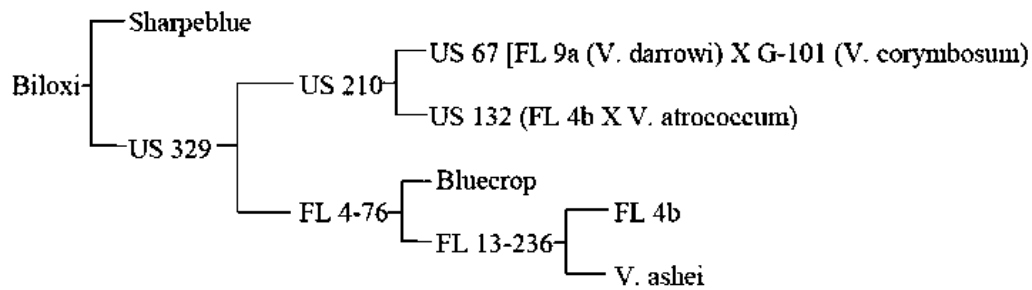 Sharpeblue
US 67 [FL 9a (V. darrowi) X G-101 (V. corymbosum)
Biloxi
US 210
US 132 (FL 4b X V. atrococcum)
US 329
Bluecrop
FL 4-76
FL 4b
FL 13-236
V. ashei